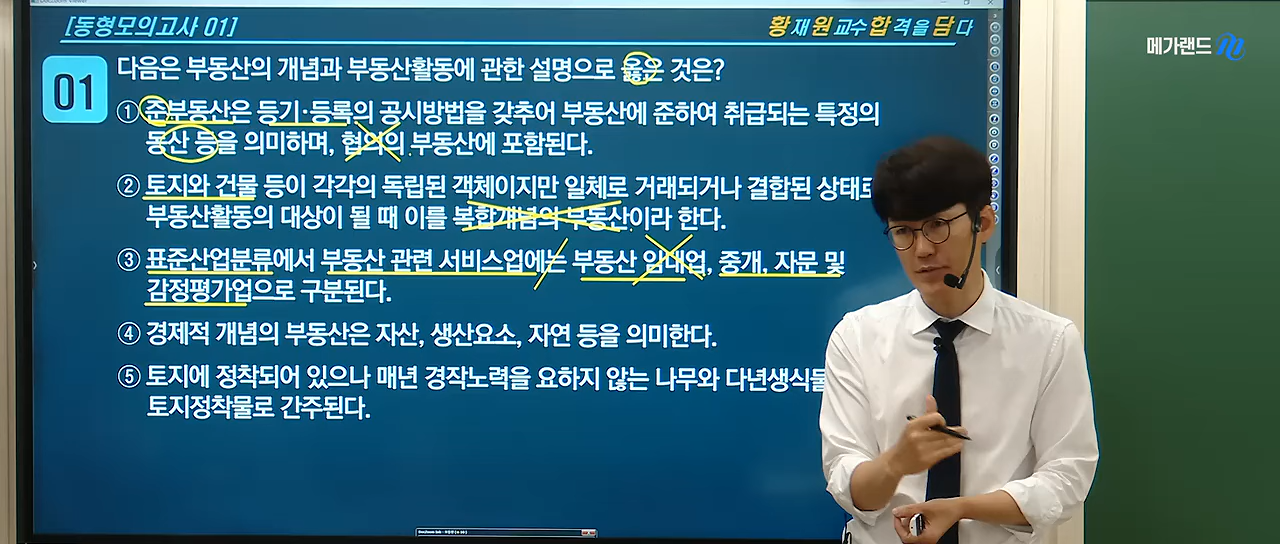 [동형모의고사 01]
황재원 교수 합격을 담다
메가랜드
01
다음은 부동산의 개념과 부동산활동에 관한 설명으로 옳은 것은?
① 준부동산은 등기·등록의 공시방법을 갖추어 부동산에 준하여 취급되는 특정의
동산 등을 의미하며, 협의의 부동산에 포함된다.
② 토지와 건물 등이 각각의 독립된 객체이지만 일체로 거래되거나 결합된 상태로
부동산활동의 대상이 될 때 이를 복합개념의 부동산이라 한다.
③ 표준산업분류에서 부동산 관련 서비스업에는 부동산 임대업, 중개, 자문 및
감정평가업으로 구분된다.
④ 경제적 개념의 부동산은 자산, 생산요소, 자연 등을 의미한다.
⑤ 토지에 정착되어 있으나 매년 경작노력을 요하지 않는 나무와 다년생식물
토지정착물로 간주된다.